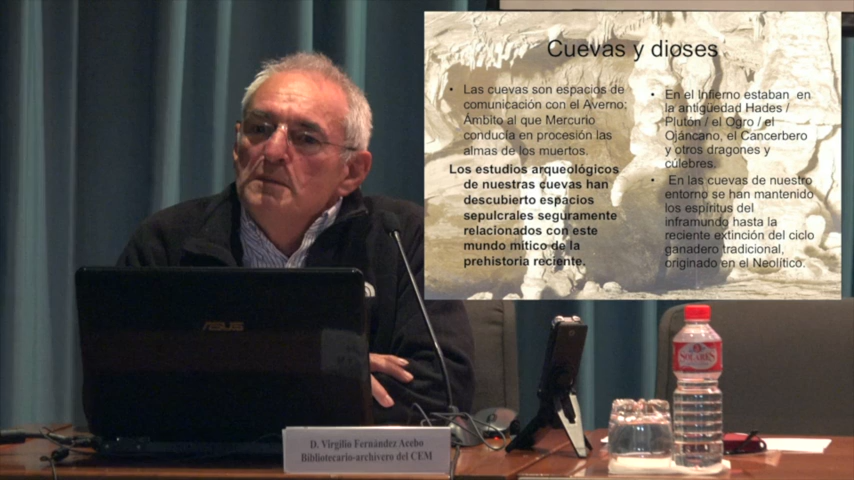 Cuevas y dioses
• Las cuevas son espacios de
comunicación con el Averno;
Ámbito al que Mercurio
conducía en procesión las
almas de los muertos.
Los estudios arqueológicos
de nuestras cuevas han
descubierto espacios
sepulcrales seguramente
relacionados con este
mundo mítico de la
prehistoria reciente.
• En el Infierno estaban en
la antigüedad Hades /
Plutón / el Ogro / el
Ojáncano, el Cancerbero
y otros dragones y
cúlebres.
• En las cuevas de nuestro
entorno se han mantenido
los espíritus del
inframundo hasta la
reciente extinción del ciclo
ganadero tradicional,
originado en el Neolítico.
ASUS
SOLARES
D. Virgilio Fernández Acebo
Bibliotecario-archivero del CEM